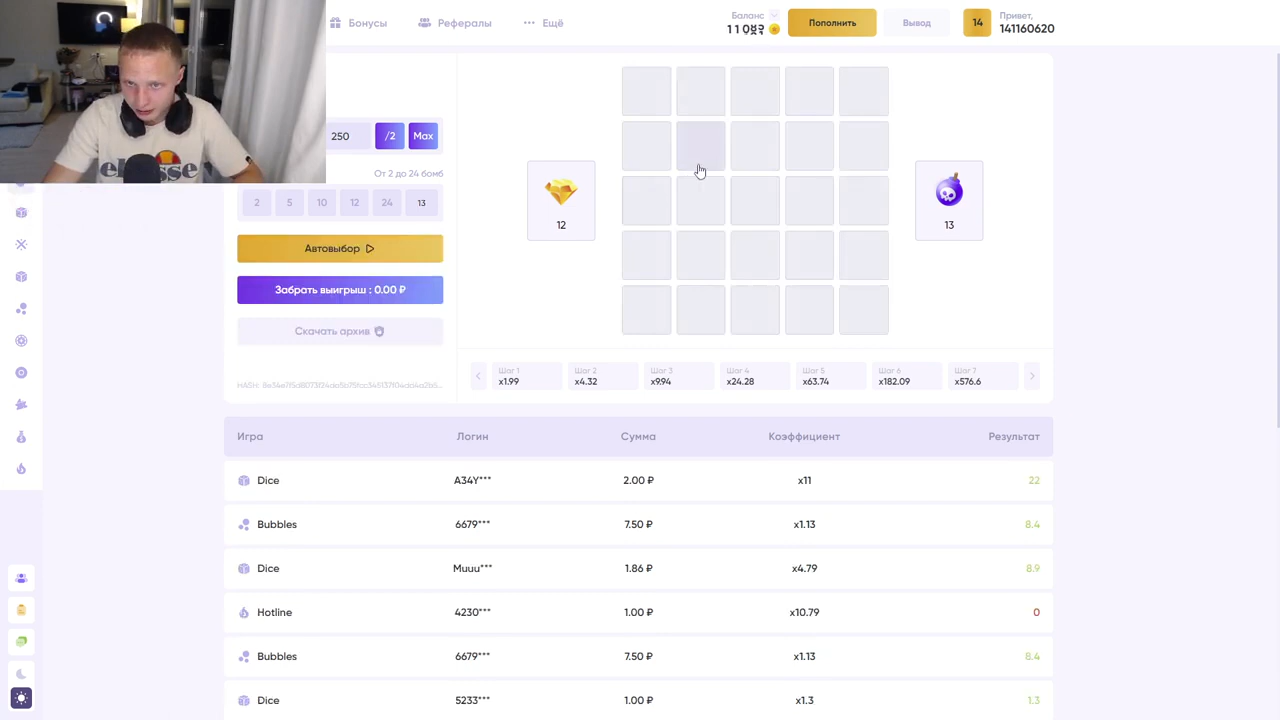 Бонусы
Рефералы
Ещё
Баланс
Пополнить
Вывод
14
Привет,
141160620
250
/2
Max
От 2 до 24 бомб
2
5
10
12
24
13
Автовыбор
Забрать выигрыш : 0.00 ₽
Скачать архив
12
13
Шаг 1
x1.99
Шаг 2
x4.32
Шаг 3
x9.94
Шаг 4
x24.28
Шаг 5
x63.74
Шаг 6
x182.09
Шаг 7
x576.6
Игра Логин Сумма Коэффициент Результат
Dice A34Y*** 2.00 ₽ x11 22
Bubbles 6679*** 7.50 ₽ x1.13 8.4
Dice Muuu*** 1.86 ₽ x4.79 8.9
Hotline 4230*** 1.00 ₽ x10.79 0
Bubbles 6679*** 7.50 ₽ x1.13 8.4
Dice 5233*** 1.00 ₽ x1.3 1.3